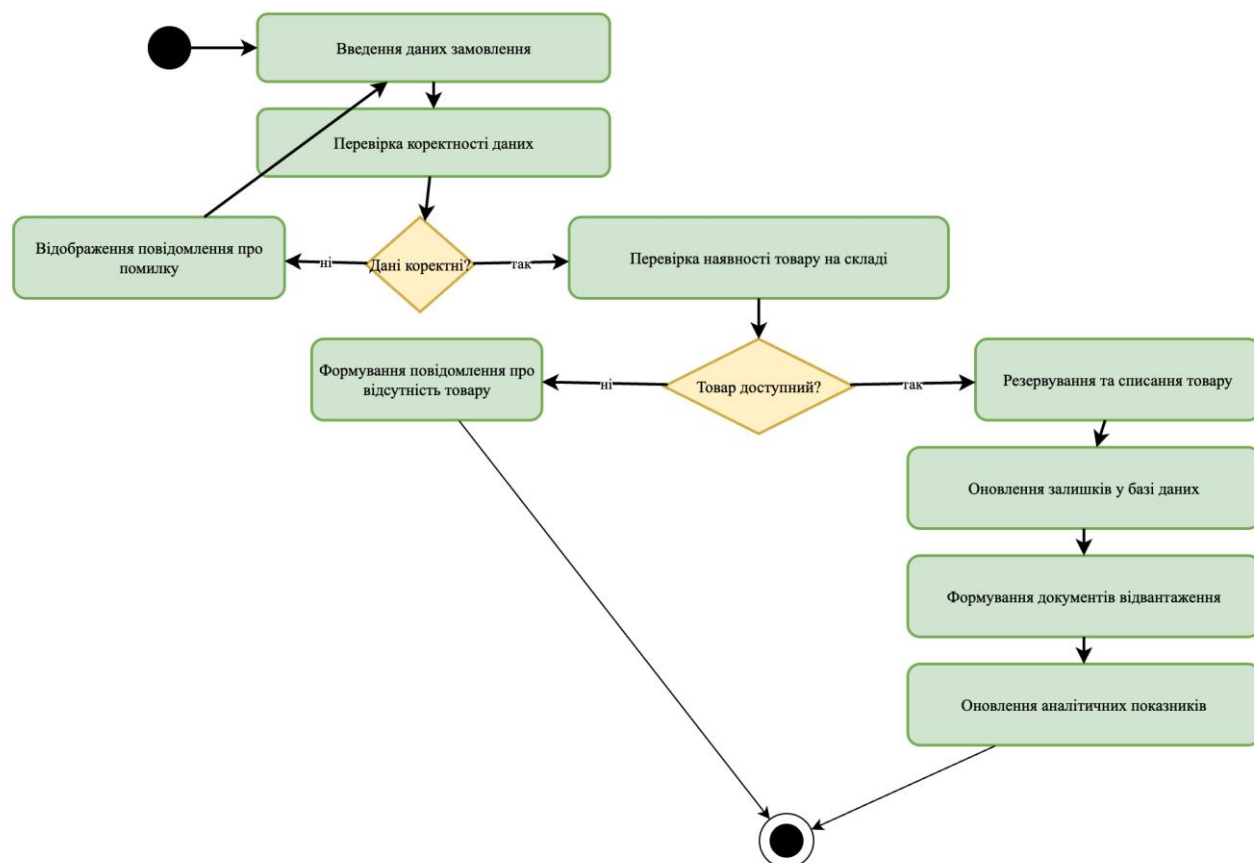 Введення даних замовлення
Перевірка коректності даних
Відображення повідомлення про
помилку
ні
Дані коректні?
так
Перевірка наявності товару на складі
Формування повідомлення про
відсутність товару
ні
Товар доступний?
так
Резервування та списання товару
Оновлення залишків у базі даних
Формування документів відвантаження
Оновлення аналітичних показників